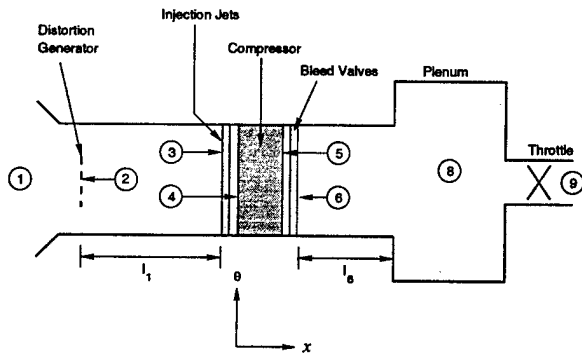 Distortion
Generator
Injection Jets
Compressor
Bleed Valves
Plenum
Throttle
1
2
3
4
5
6
8
9
l₁
l₆
θ
x